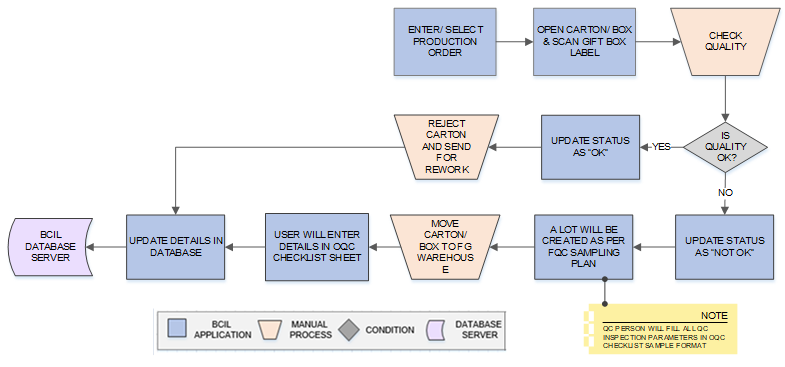 ENTER/ SELECT
PRODUCTION
ORDER
OPEN CARTON/ BOX
& SCAN GIFT BOX
LABEL
CHECK
QUALITY
REJECT
CARTON
AND SEND
FOR
REWORK
UPDATE STATUS
AS "OK"
YES
IS
QUALITY
OK?
NO
BCIL
DATABASE
SERVER
UPDATE DETAILS IN
DATABASE
USER WILL ENTER
DETAILS IN OQC
CHECKLIST SHEET
MOVE
CARTON/
BOX TO FG
WAREHOUS
E
A LOT WILL BE
CREATED AS PER
FQC SAMPLING
PLAN
UPDATE STATUS
AS "NOT OK"
NOTE
QC PERSON WILL FILL ALL QC
INSPECTION PARAMETERS IN OQC
CHECKLIST SAMPLE FORMAT
BCIL
APPLICATION
MANUAL
PROCESS
CONDITION
DATABASE
SERVER